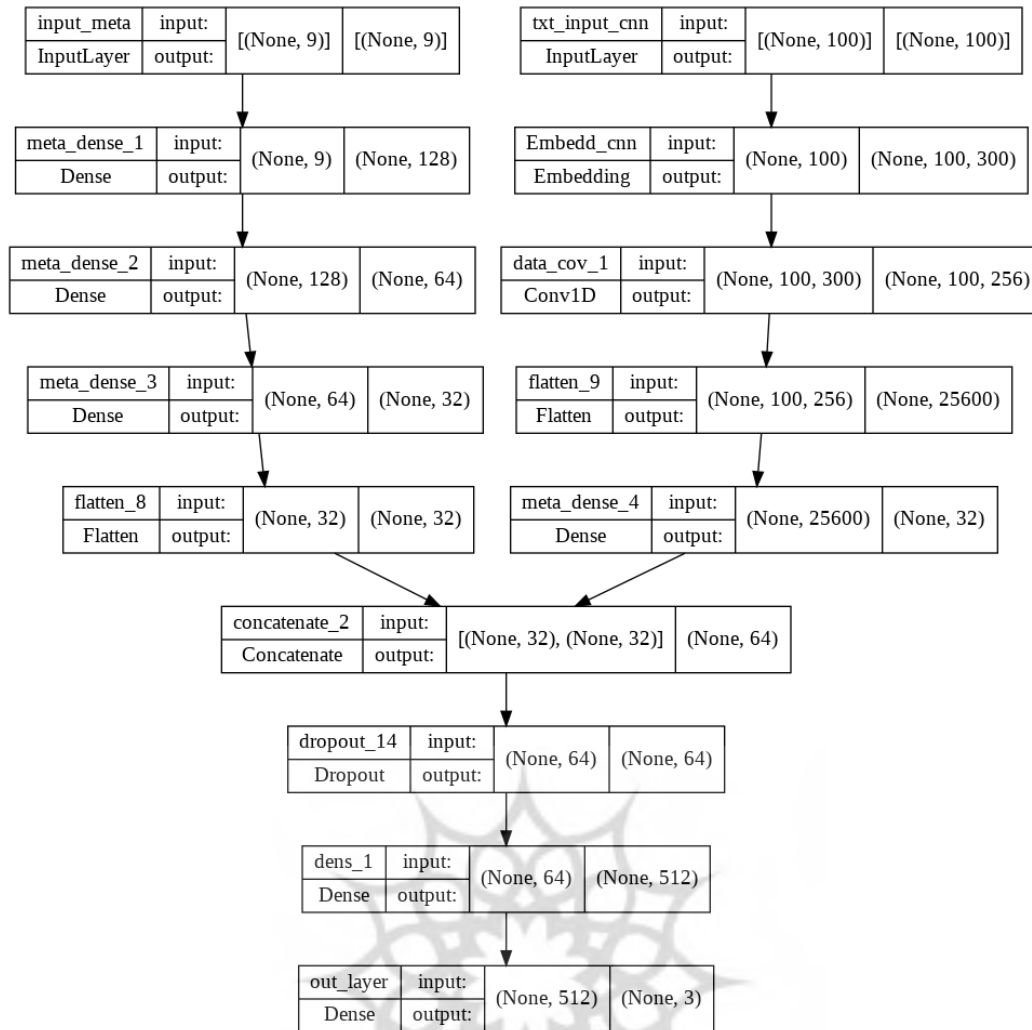 input_meta input: [(None, 9)] [(None, 9)]
InputLayer output:
txt_input_cnn input: [(None, 100)] [(None, 100)]
InputLayer output:
meta_dense_1 input: (None, 9) (None, 128)
Dense output:
Embedd_cnn input: (None, 100) (None, 100, 300)
Embedding output:
meta_dense_2 input: (None, 128) (None, 64)
Dense output:
data_cov_1 input: (None, 100, 300) (None, 100, 256)
Conv1D output:
meta_dense_3 input: (None, 64) (None, 32)
Dense output:
flatten_9 input: (None, 100, 256) (None, 25600)
Flatten output:
flatten_8 input: (None, 32) (None, 32)
Flatten output:
meta_dense_4 input: (None, 25600) (None, 32)
Dense output:
concatenate_2 input: [(None, 32), (None, 32)] (None, 64)
Concatenate output:
dropout_14 input: (None, 64) (None, 64)
Dropout output:
dens_1 input: (None, 64) (None, 512)
Dense output:
out_layer input: (None, 512) (None, 3)
Dense output: